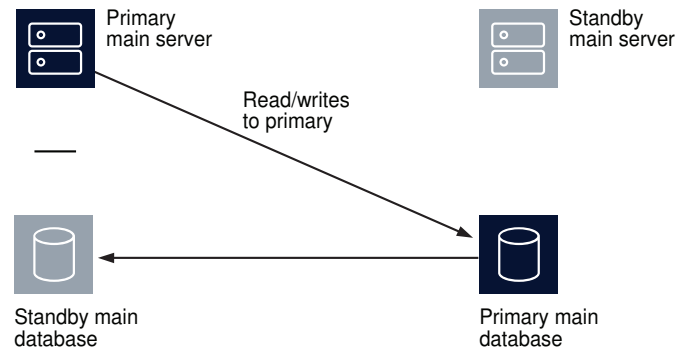 Primary
main server
Standby
main server
Read/writes
to primary
Standby main
database
Primary main
database